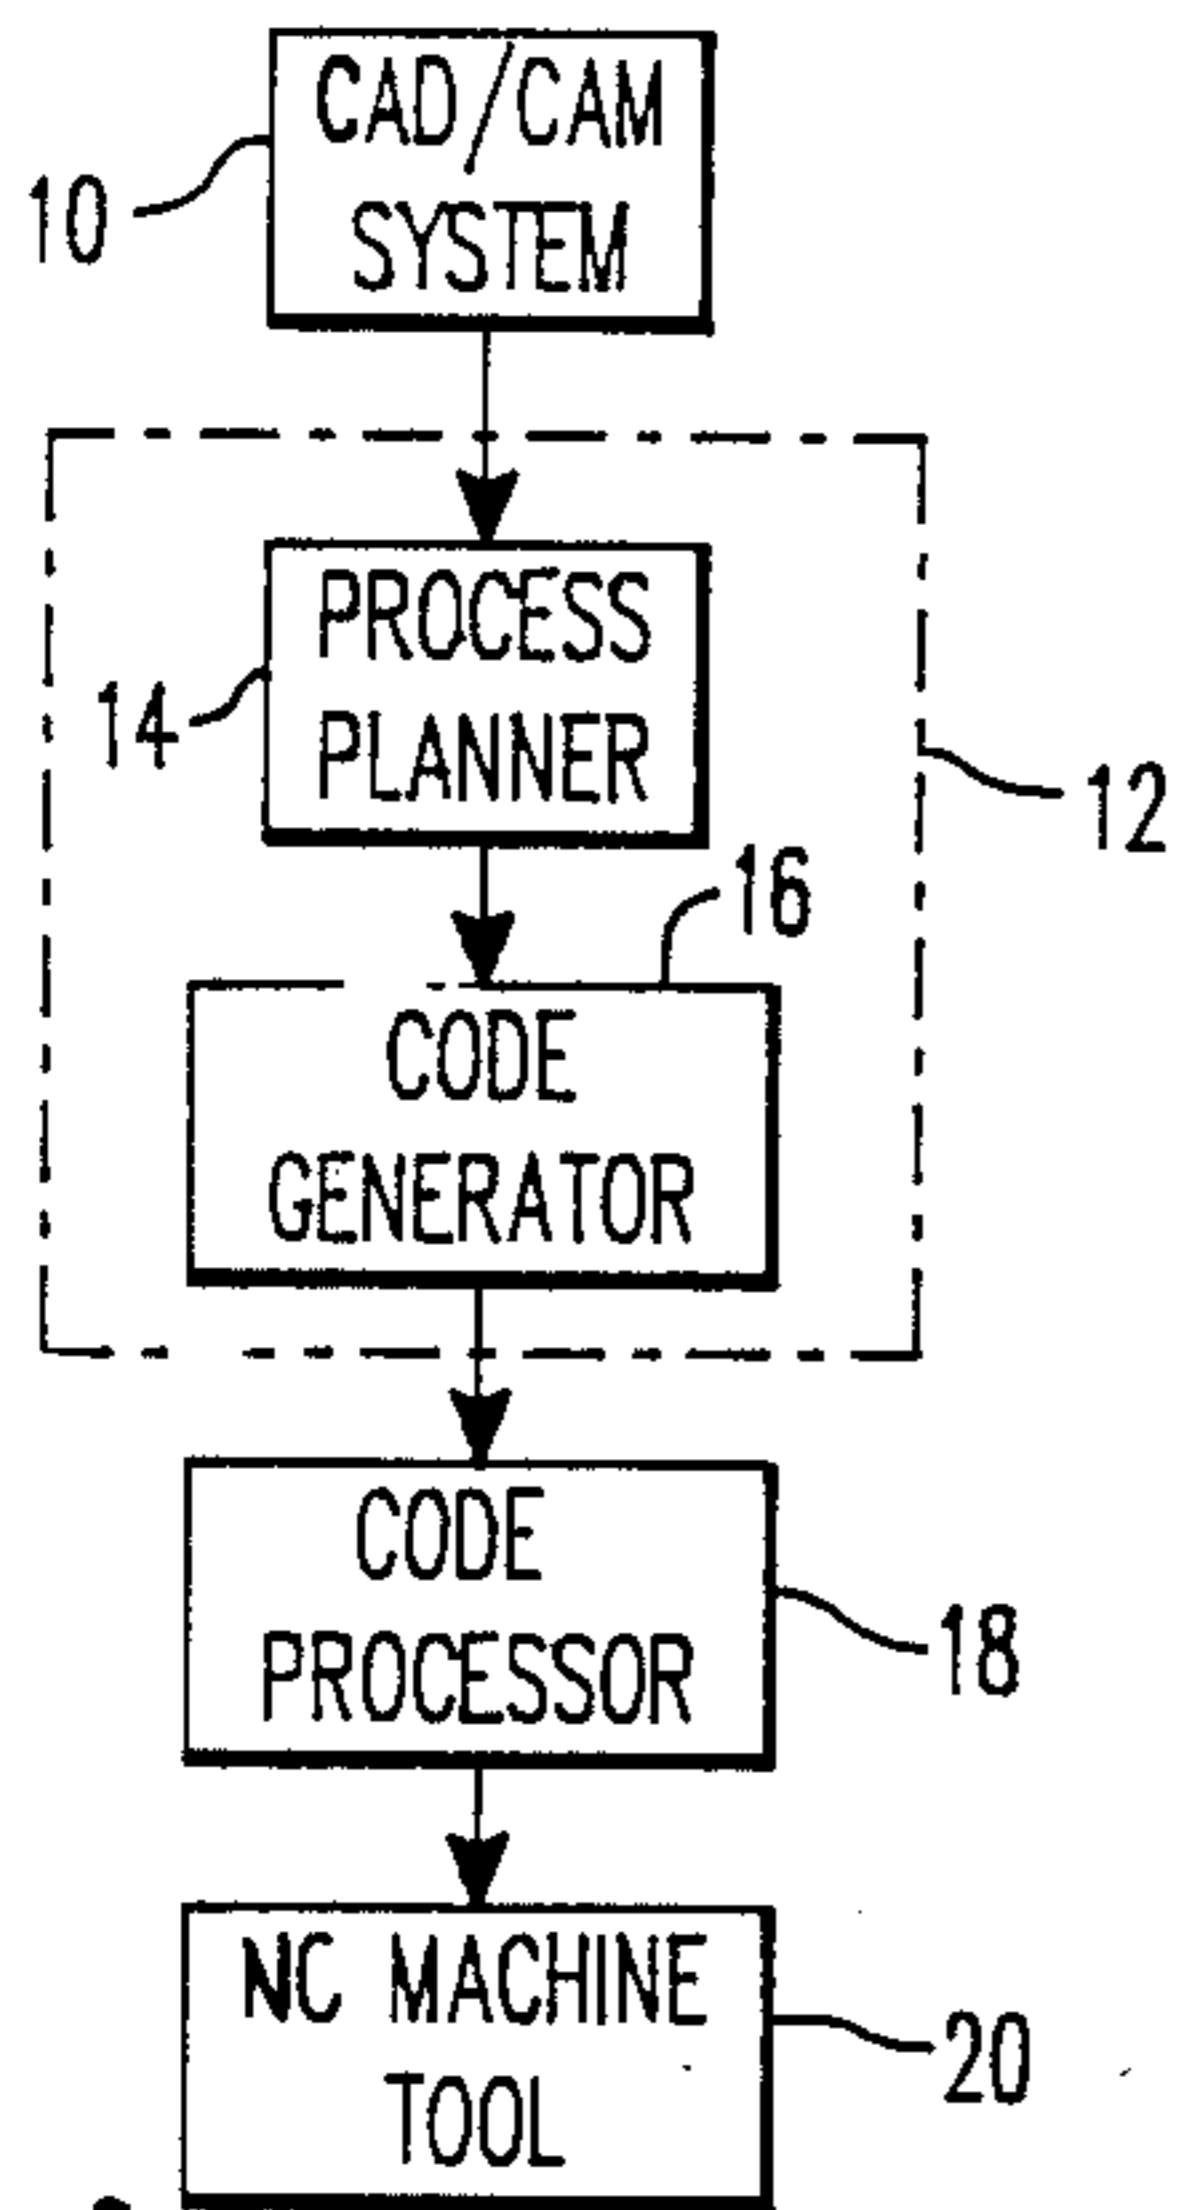 CAD/CAM
SYSTEM
10
PROCESS
PLANNER
14
12
16
CODE
GENERATOR
CODE
PROCESSOR
18
NC MACHINE
TOOL
20